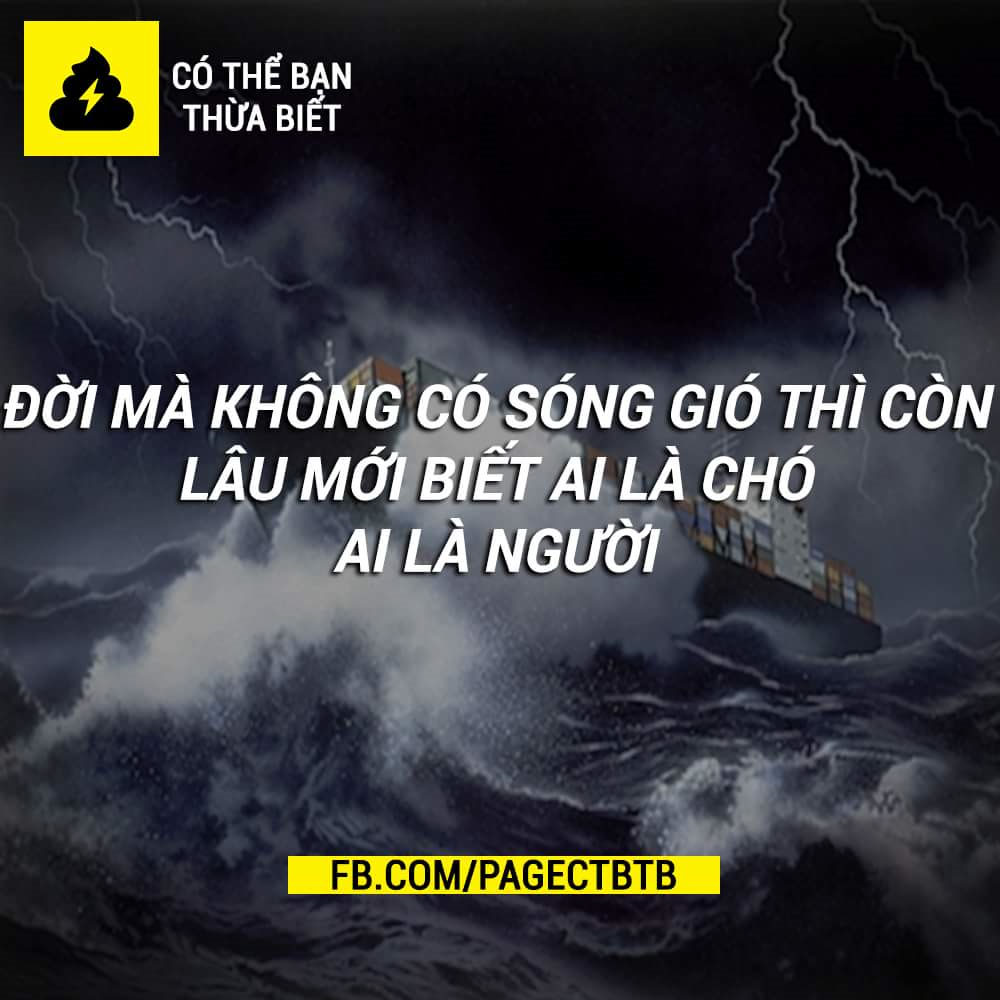 CÓ THỂ BẠN
THỪA BIẾT
ĐỜI MÀ KHÔNG CÓ SÓNG GIÓ THÌ CÒN
LÂU MỚI BIẾT AI LÀ CHÓ
AI LÀ NGƯỜI
FB.COM/PAGECTBTB